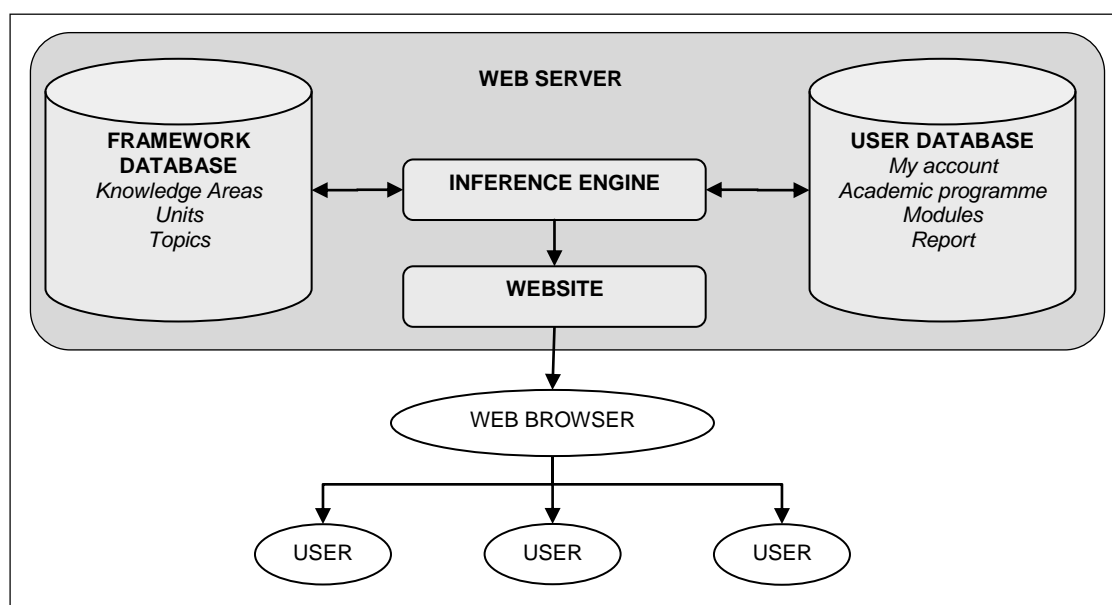 WEB SERVER
FRAMEWORK
DATABASE
Knowledge Areas
Units
Topics
INFERENCE ENGINE
WEBSITE
USER DATABASE
My account
Academic programme
Modules
Report
WEB BROWSER
USER
USER
USER